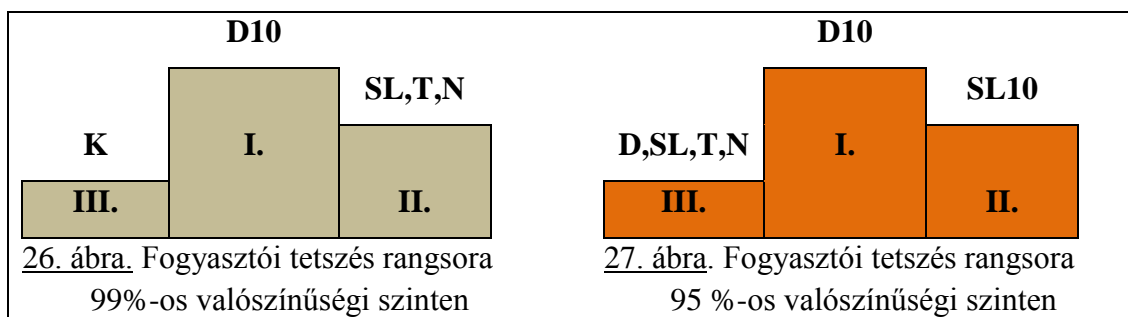 D10
SL,T,N
K
I.
III.
II.
26. ábra. Fogyasztói tetszés rangsora
99%-os valószínűségi szinten
D10
SL10
D,SL,T,N
I.
III.
II.
27. ábra. Fogyasztói tetszés rangsora
95 %-os valószínűségi szinten